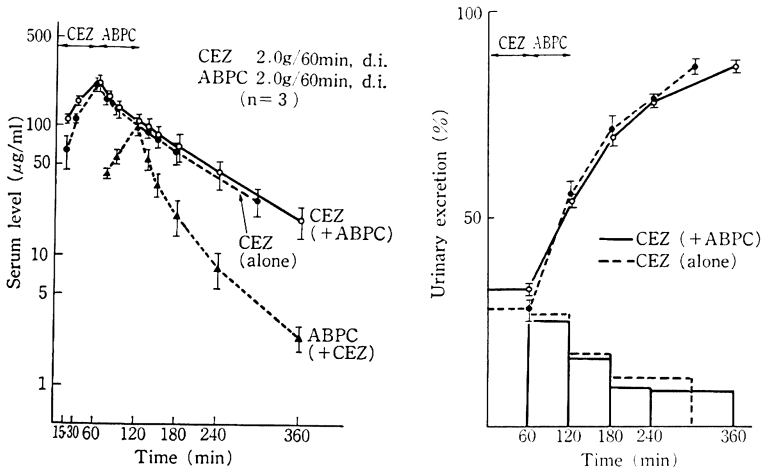 500
100
50
10
5
1
Serum level (μg/ml)
CEZ ABPC
CEZ 2.0g/60min, d.i.
ABPC 2.0g/60min, d.i.
(n=3)
CEZ
(+ABPC)
CEZ
(alone)
ABPC
(+CEZ)
15 30 60 120 180 240 360
Time (min)
100
50
Urinary excretion (%)
CEZ ABPC
CEZ (+ABPC)
CEZ (alone)
60 120 180 240 360
Time (min)